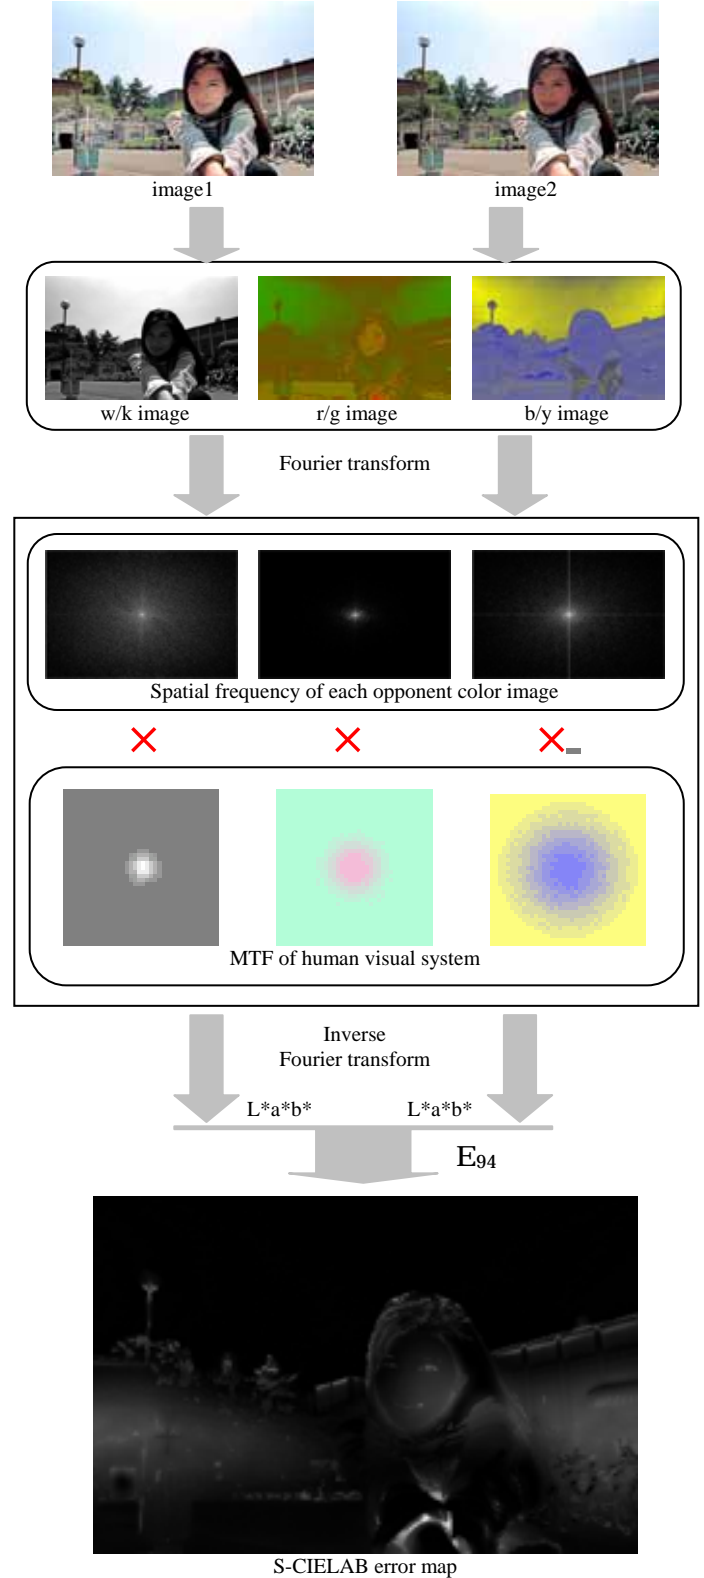 image1
image2
w/k image
r/g image
b/y image
Fourier transform
Spatial frequency of each opponent color image
MTF of human visual system
Inverse
Fourier transform
L*a*b*
L*a*b*
E94
S-CIELAB error map